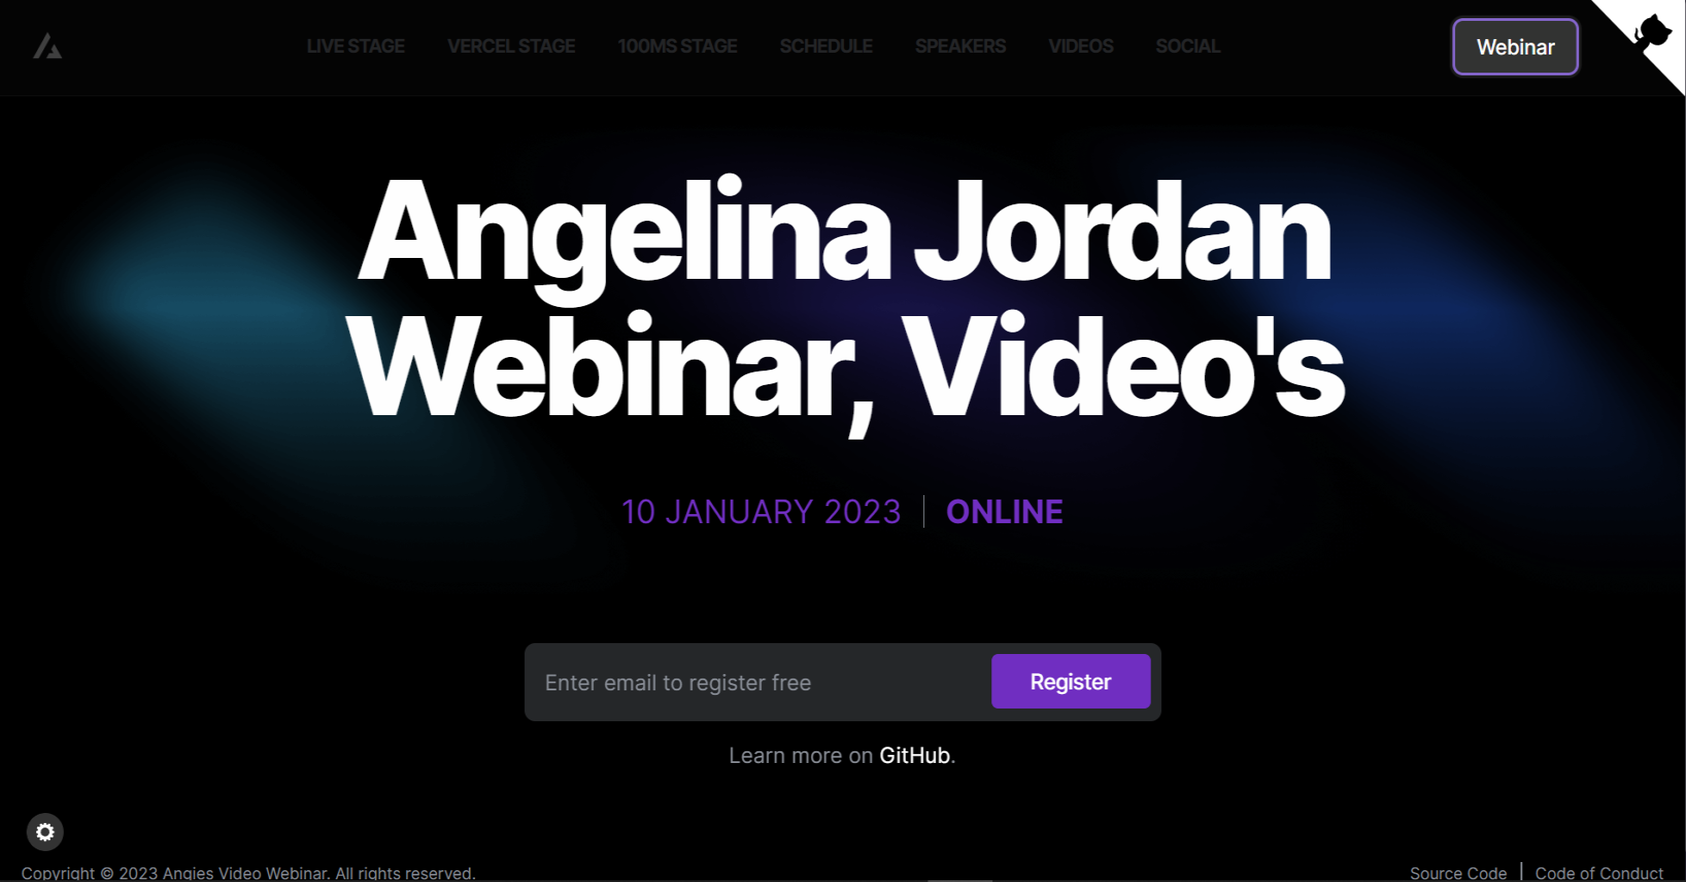 LIVE STAGE VERCEL STAGE 100MS STAGE SCHEDULE SPEAKERS VIDEOS SOCIAL
Webinar
Angelina Jordan
Webinar, Video's
10 JANUARY 2023 | ONLINE
Enter email to register free
Register
Learn more on GitHub.
Copyright © 2023 Angies Video Webinar. All rights reserved.
Source Code | Code of Conduct